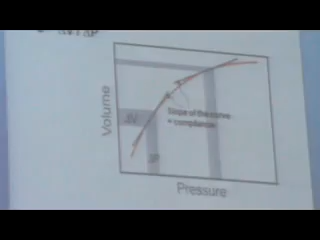 Volume
ΔV
Slope of the curve
= compliance
ΔP
Pressure